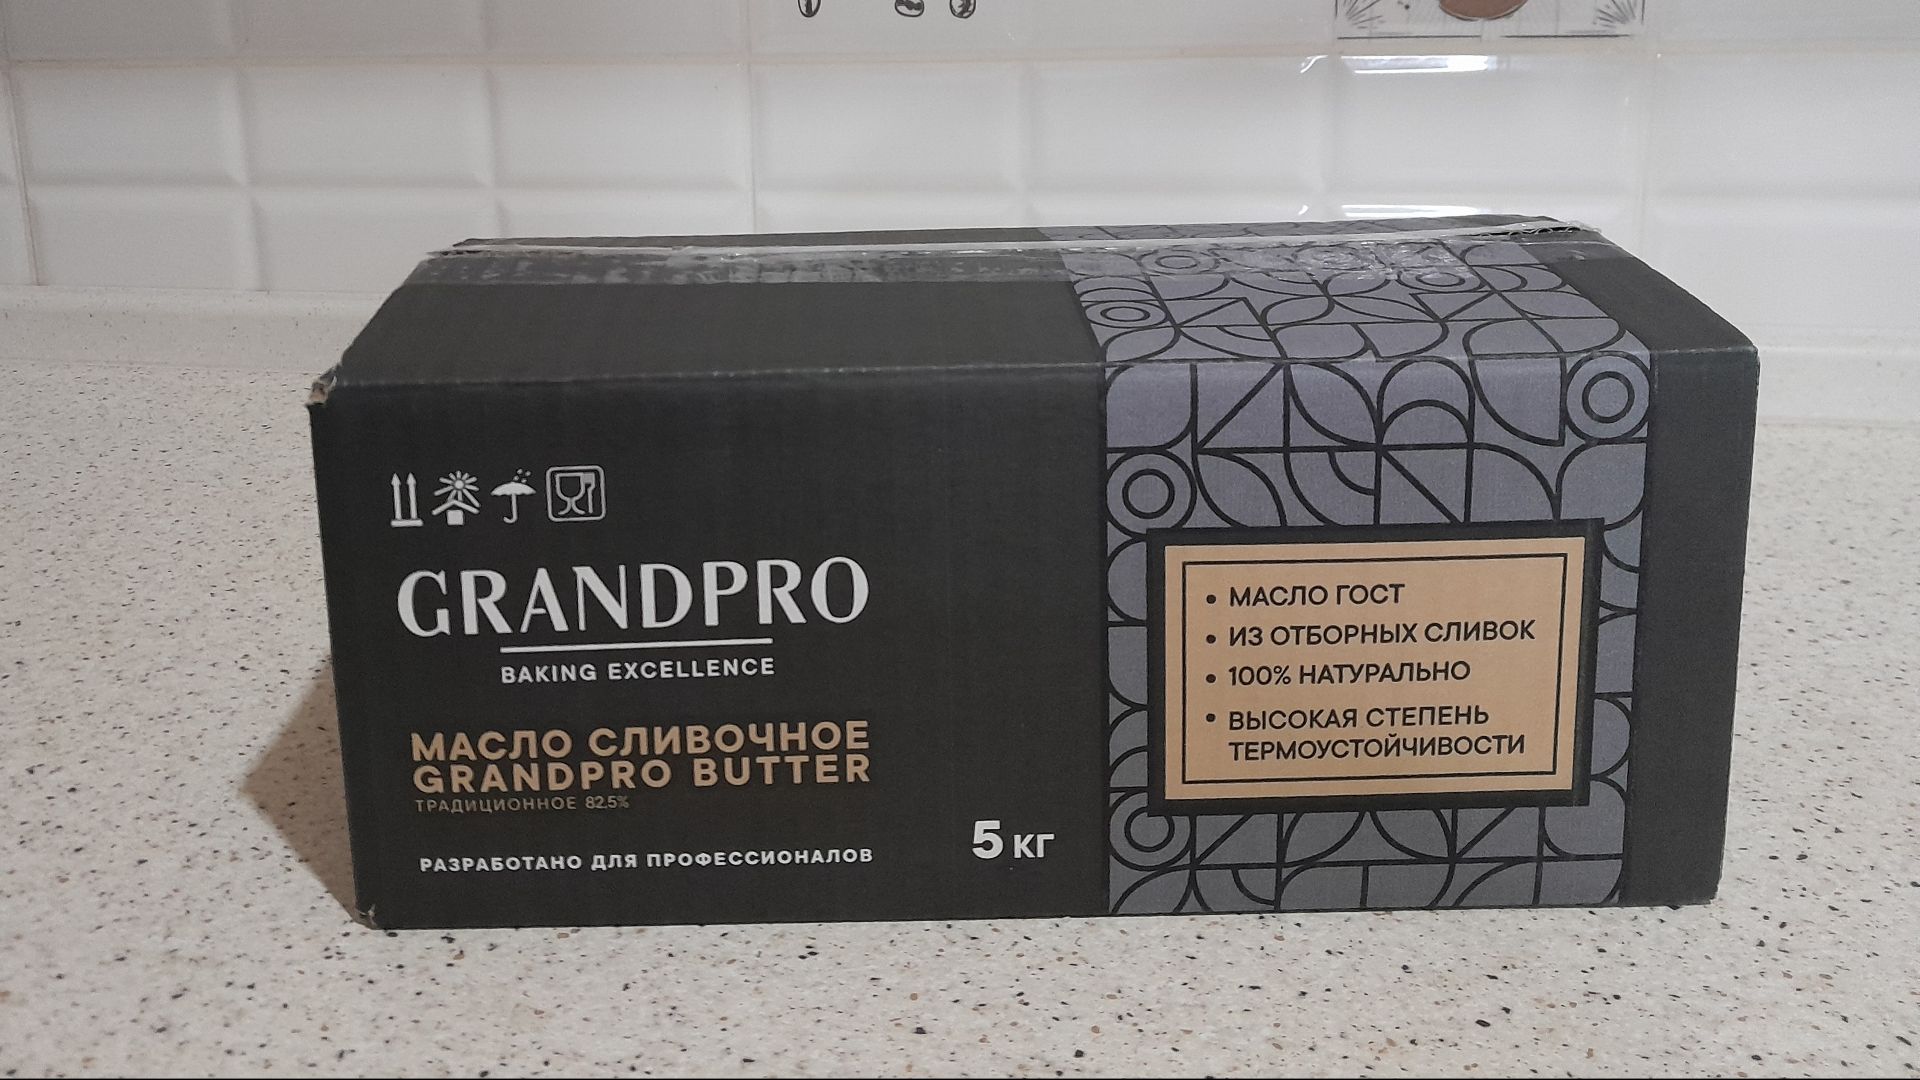 GRANDPRO
BAKING EXCELLENCE
МАСЛО СЛИВОЧНОЕ
GRANDPRO BUTTER
ТРАДИЦИОННОЕ 82,5%
РАЗРАБОТАНО ДЛЯ ПРОФЕССИОНАЛОВ
5 КГ
• МАСЛО ГОСТ
• ИЗ ОТБОРНЫХ СЛИВОК
• 100% НАТУРАЛЬНО
• ВЫСОКАЯ СТЕПЕНЬ
ТЕРМОУСТОЙЧИВОСТИ